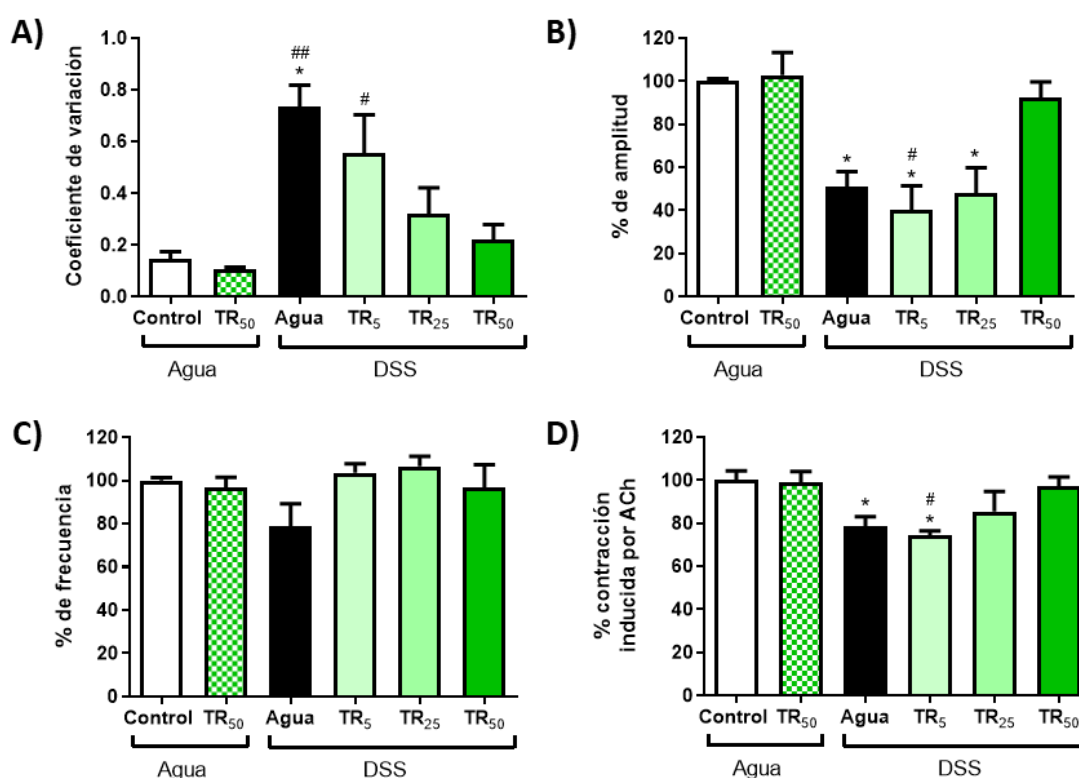 A)
Coeficiente de variación
1.0
0.8
0.6
0.4
0.2
0.0
##
*
#
Control TR₅₀ Agua TR₅ TR₂₅ TR₅₀
Agua DSS
B)
% de amplitud
120
100
80
60
40
20
0
#
* * *
Control TR₅₀ Agua TR₅ TR₂₅ TR₅₀
Agua DSS
C)
% de frecuencia
120
100
80
60
40
20
0
Control TR₅₀ Agua TR₅ TR₂₅ TR₅₀
Agua DSS
D)
% contracción
inducida por ACh
120
100
80
60
40
20
0
#
* *
Control TR₅₀ Agua TR₅ TR₂₅ TR₅₀
Agua DSS